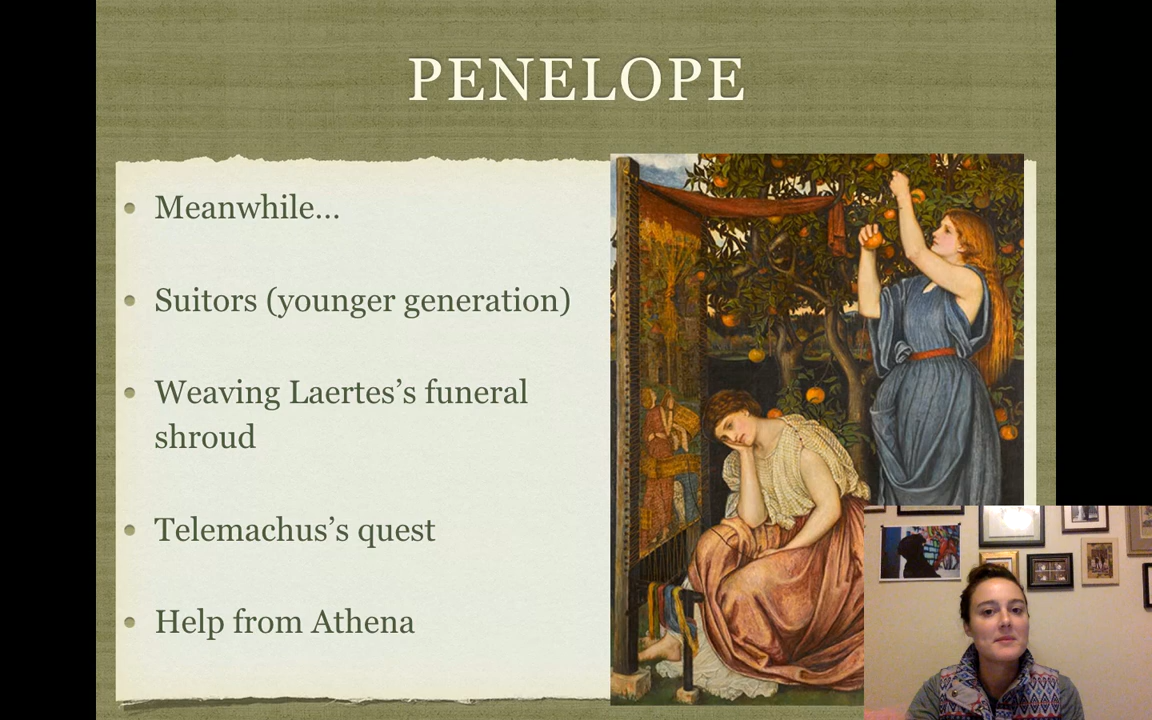 PENELOPE
Meanwhile...
Suitors (younger generation)
Weaving Laertes’s funeral
shroud
Telemachus’s quest
Help from Athena